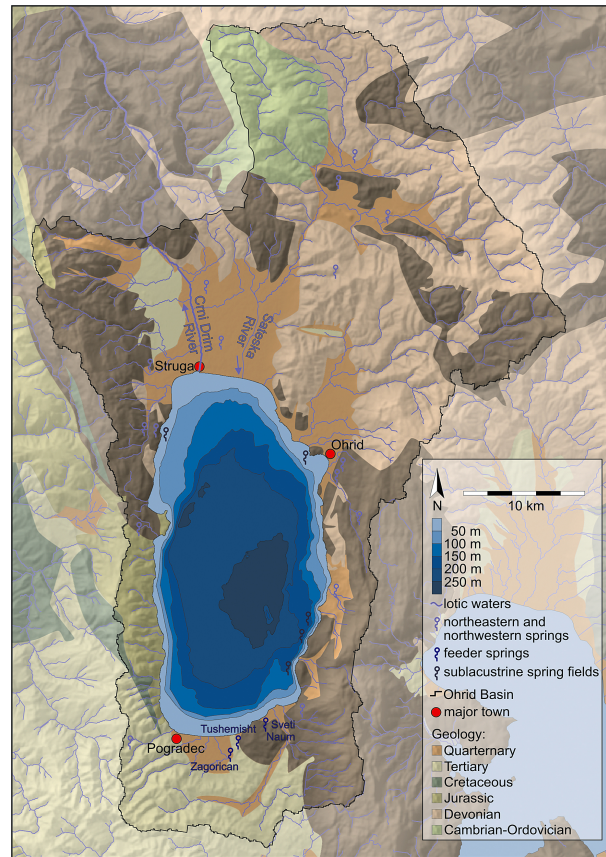 Crni Drim
River
Sateska
River
Struga
Ohrid
N
10 km
50 m
100 m
150 m
200 m
250 m
lotic waters
northeastern and
northwestern springs
feeder springs
sublacustrine spring fields
Ohrid Basin
major town
Geology:
Quarternary
Tertiary
Cretaceous
Jurassic
Devonian
Cambrian-Ordovician
Tushemisht
Sveti
Naum
Pogradec
Zagorican